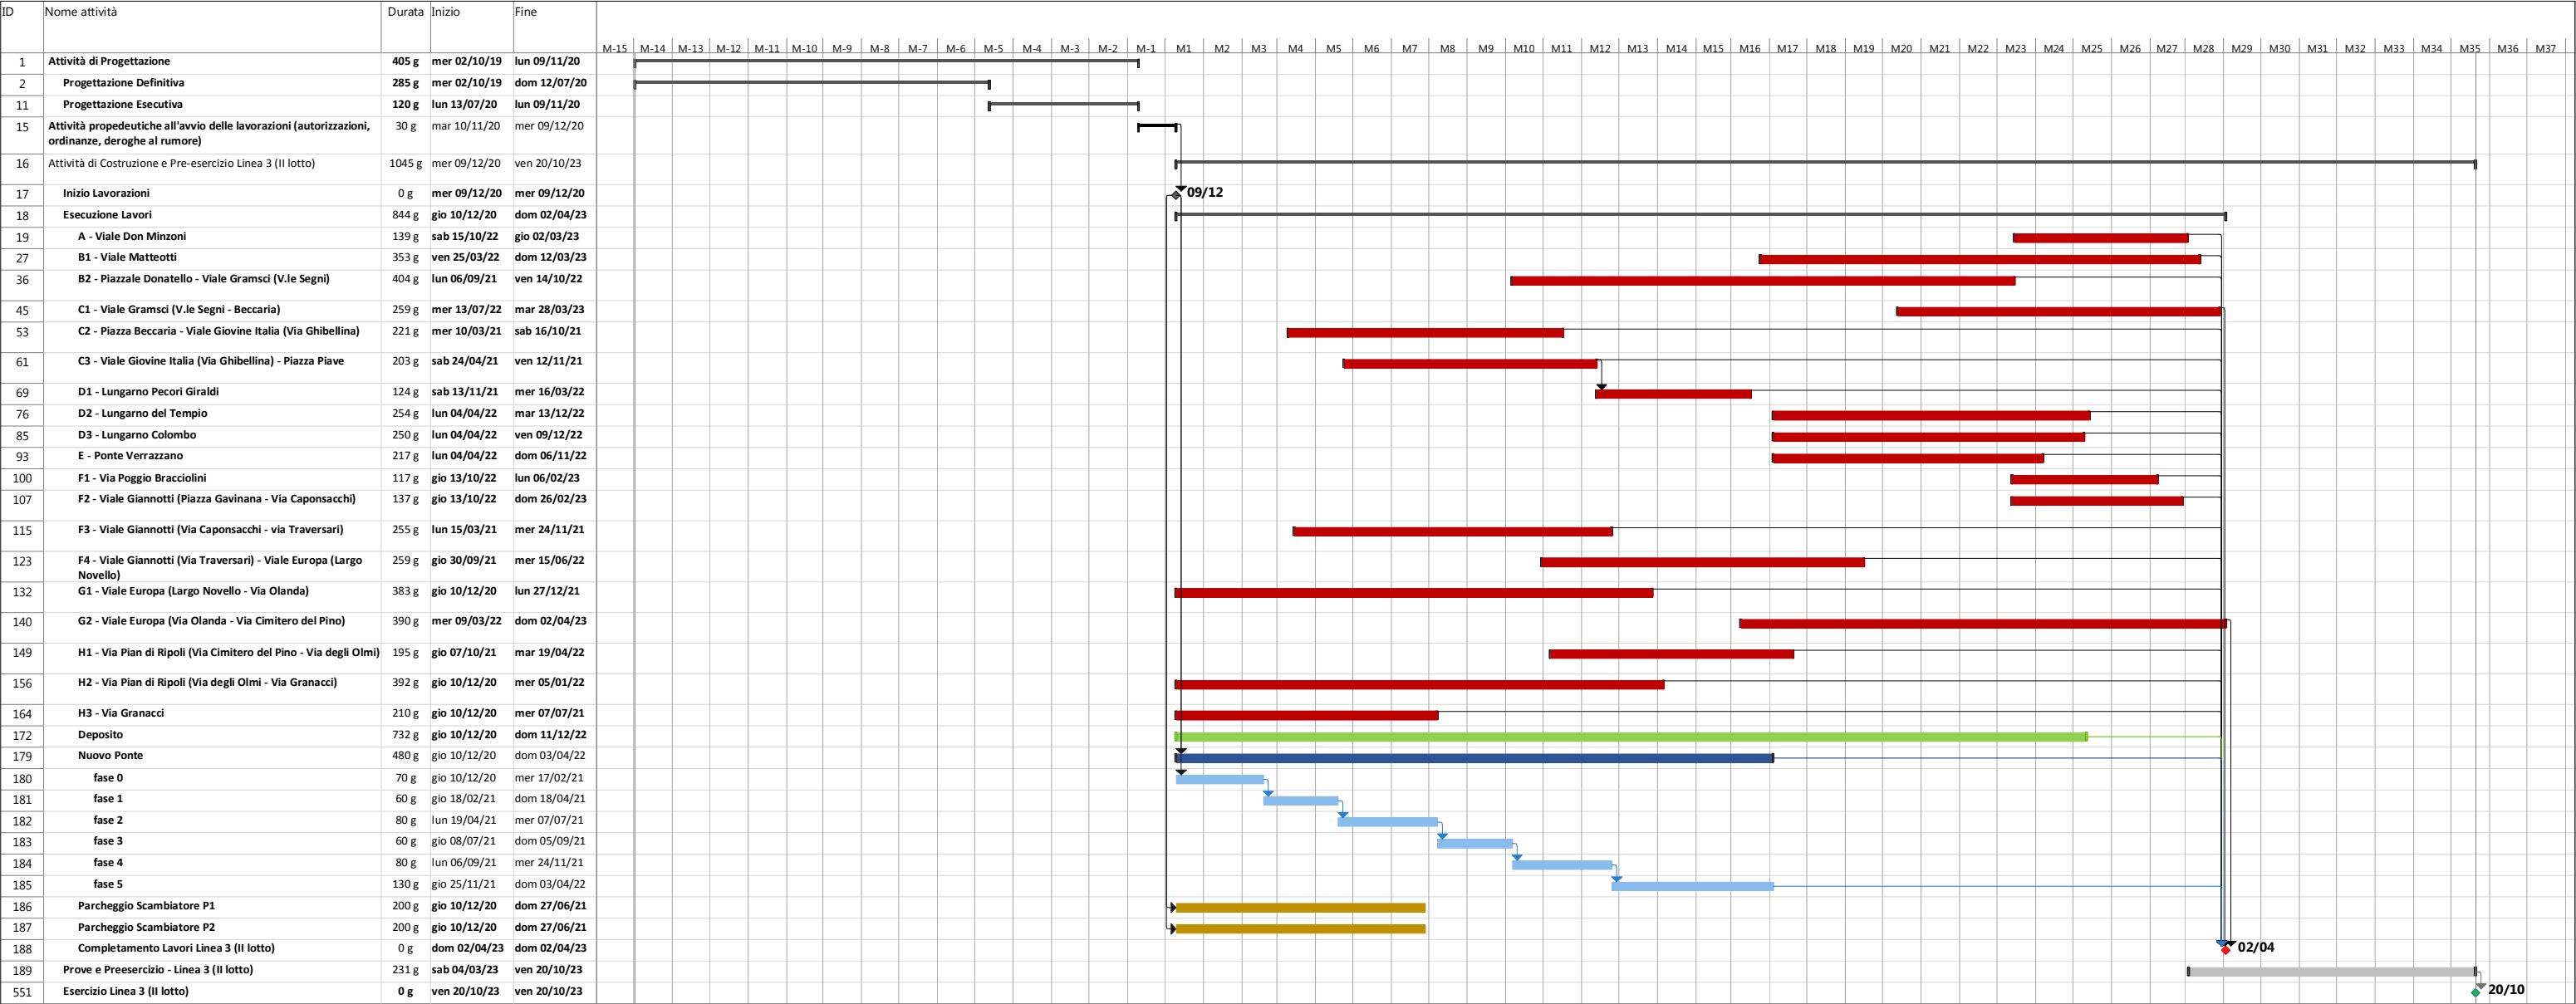 ID Nome attività Durata Inizio Fine
M-15 M-14 M-13 M-12 M-11 M-10 M-9 M-8 M-7 M-6 M-5 M-4 M-3 M-2 M-1 M1 M2 M3 M4 M5 M6 M7 M8 M9 M10 M11 M12 M13 M14 M15 M16 M17 M18 M19 M20 M21 M22 M23 M24 M25 M26 M27 M28 M29 M30 M31 M32 M33 M34 M35 M36 M37
1 Attività di Progettazione 405 g mer 02/10/19 lun 09/11/20
2 Progettazione Definitiva 285 g mer 02/10/19 dom 12/07/20
11 Progettazione Esecutiva 120 g lun 13/07/20 lun 09/11/20
15 Attività propedeutiche all'avvio delle lavorazioni (autorizzazioni, 30 g mar 10/11/20 mer 09/12/20
ordinanze, deroghe al rumore)
16 Attività di Costruzione e Pre-esercizio Linea 3 (II lotto) 1045 g mer 09/12/20 ven 20/10/23
17 Inizio Lavorazioni 0 g mer 09/12/20 mer 09/12/20 09/12
18 Esecuzione Lavori 844 g gio 10/12/20 dom 02/04/23
19 A - Viale Don Minzoni 139 g sab 15/10/22 gio 02/03/23
27 B1 - Viale Matteotti 353 g ven 25/03/22 dom 12/03/23
36 B2 - Piazzale Donatello - Viale Gramsci (V.le Segni) 404 g lun 06/09/21 ven 14/10/22
45 C1 - Viale Gramsci (V.le Segni - Beccaria) 259 g mer 13/07/22 mar 28/03/23
53 C2 - Piazza Beccaria - Viale Giovine Italia (Via Ghibellina) 221 g mer 10/03/21 sab 16/10/21
61 C3 - Viale Giovine Italia (Via Ghibellina) - Piazza Piave 203 g sab 24/04/21 ven 12/11/21
69 D1 - Lungarno Pecori Giraldi 124 g sab 13/11/21 mer 16/03/22
76 D2 - Lungarno del Tempio 254 g lun 04/04/22 mar 13/12/22
85 D3 - Lungarno Colombo 250 g lun 04/04/22 ven 09/12/22
93 E - Ponte Verrazzano 217 g lun 04/04/22 dom 06/11/22
100 F1 - Via Poggio Bracciolini 117 g gio 13/10/22 lun 06/02/23
107 F2 - Viale Giannotti (Piazza Gavinana - Via Caponsacchi) 137 g gio 13/10/22 dom 26/02/23
115 F3 - Viale Giannotti (Via Caponsacchi - via Traversari) 255 g lun 15/03/21 mer 24/11/21
123 F4 - Viale Giannotti (Via Traversari) - Viale Europa (Largo 259 g gio 30/09/21 mer 15/06/22
Novello)
132 G1 - Viale Europa (Largo Novello - Via Olanda) 383 g gio 10/12/20 lun 27/12/21
140 G2 - Viale Europa (Via Olanda - Via Cimitero del Pino) 390 g mer 09/03/22 dom 02/04/23
149 H1 - Via Pian di Ripoli (Via Cimitero del Pino - Via degli Olmi) 195 g gio 07/10/21 mar 19/04/22
156 H2 - Via Pian di Ripoli (Via degli Olmi - Via Granacci) 392 g gio 10/12/20 mer 05/01/22
164 H3 - Via Granacci 210 g gio 10/12/20 mer 07/07/21
172 Deposito 732 g gio 10/12/20 dom 11/12/22
179 Nuovo Ponte 480 g gio 10/12/20 dom 03/04/22
180 fase 0 70 g gio 10/12/20 mer 17/02/21
181 fase 1 60 g gio 18/02/21 dom 18/04/21
182 fase 2 80 g lun 19/04/21 mer 07/07/21
183 fase 3 60 g gio 08/07/21 dom 05/09/21
184 fase 4 80 g lun 06/09/21 mer 24/11/21
185 fase 5 130 g gio 25/11/21 dom 03/04/22
186 Parcheggio Scambiatore P1 200 g gio 10/12/20 dom 27/06/21
187 Parcheggio Scambiatore P2 200 g gio 10/12/20 dom 27/06/21
188 Completamento Lavori Linea 3 (II lotto) 0 g dom 02/04/23 dom 02/04/23 02/04
189 Prove e Preesercizio - Linea 3 (II lotto) 231 g sab 04/03/23 ven 20/10/23
551 Esercizio Linea 3 (II lotto) 0 g ven 20/10/23 ven 20/10/23 20/10